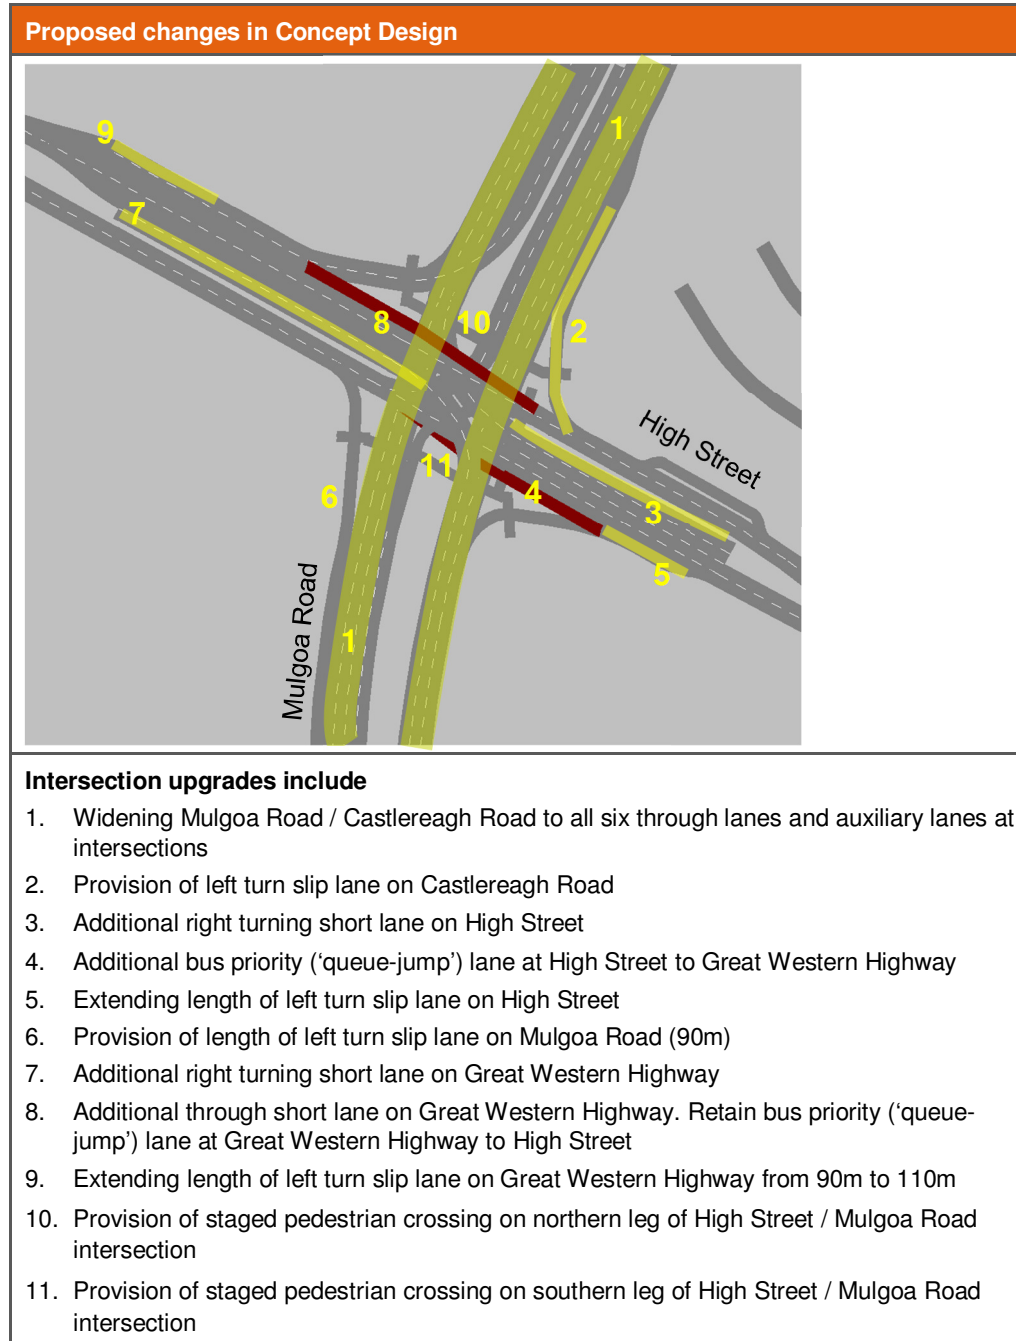 Proposed changes in Concept Design
9
1
7
8
10
2
High Street
11
6
4
3
5
Mulgoa Road
1
Intersection upgrades include
1. Widening Mulgoa Road / Castlereagh Road to all six through lanes and auxiliary lanes at
intersections
2. Provision of left turn slip lane on Castlereagh Road
3. Additional right turning short lane on High Street
4. Additional bus priority (‘queue-jump’) lane at High Street to Great Western Highway
5. Extending length of left turn slip lane on High Street
6. Provision of length of left turn slip lane on Mulgoa Road (90m)
7. Additional right turning short lane on Great Western Highway
8. Additional through short lane on Great Western Highway. Retain bus priority (‘queue-
jump’) lane at Great Western Highway to High Street
9. Extending length of left turn slip lane on Great Western Highway from 90m to 110m
10. Provision of staged pedestrian crossing on northern leg of High Street / Mulgoa Road
intersection
11. Provision of staged pedestrian crossing on southern leg of High Street / Mulgoa Road
intersection